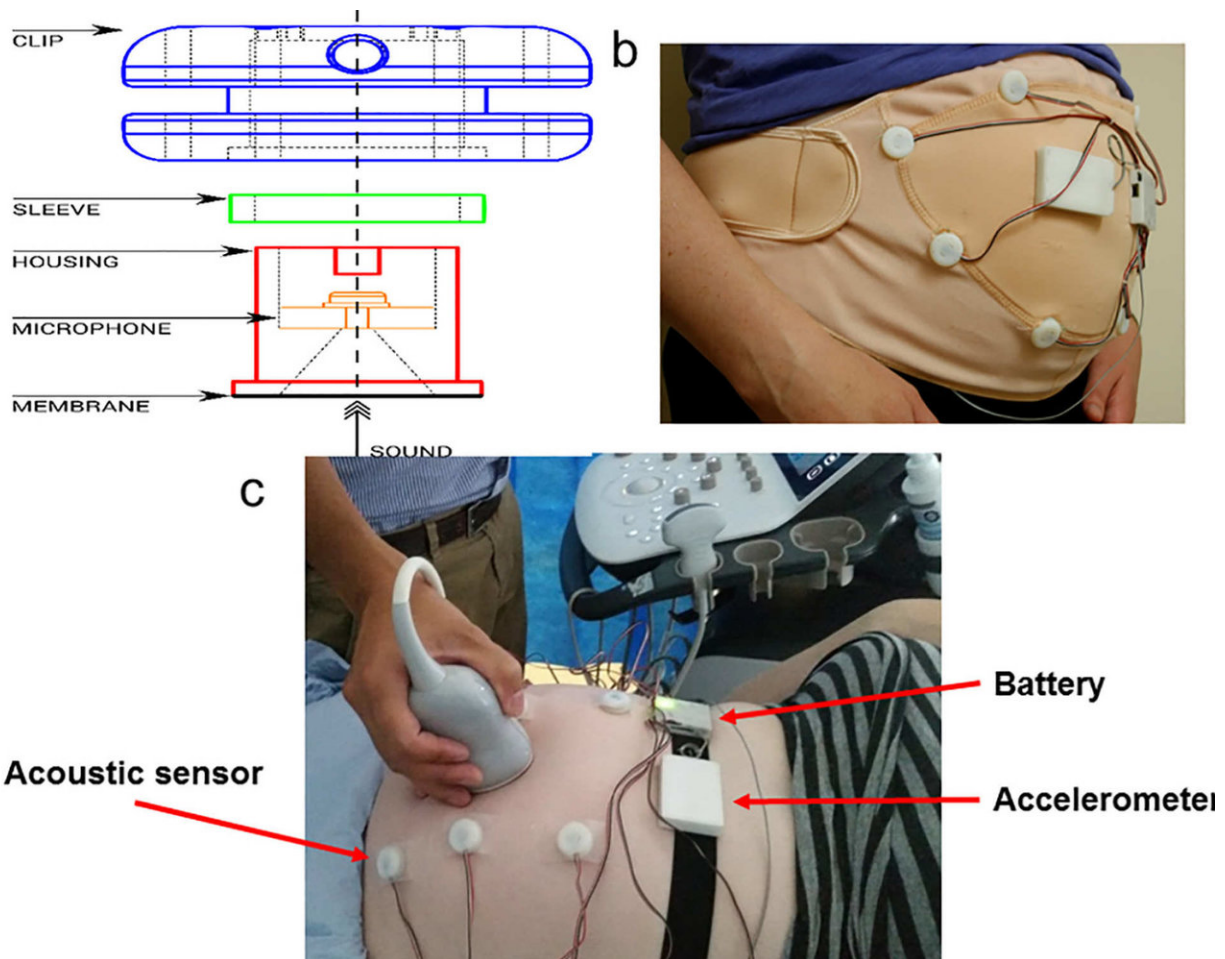 CLIP
b
SLEEVE
HOUSING
MICROPHONE
MEMBRANE
SOUND
c
Battery
Acoustic sensor
Accelerometer